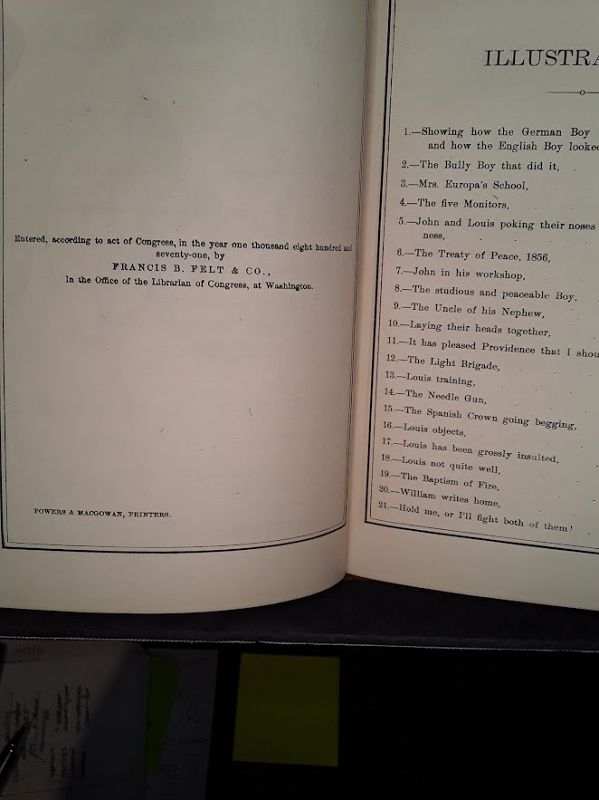 Entered, according to act of Congress, in the year one thousand eight hundred and
seventy-one, by
FRANCIS B. FELT & CO.,
In the Office of the Librarian of Congress, at Washington.
POWERS & MACGOWAN, PRINTERS.
ILLUSTRA
1.—Showing how the German Boy
and how the English Boy looked
2.—The Bully Boy that did it,
3.—Mrs. Europa's School,
4.—The five Monitors,
5.—John and Louis poking their noses
ness,
6.—The Treaty of Peace, 1856,
7.—John in his workshop,
8.—The studious and peaceable Boy,
9.—The Uncle of his Nephew,
10.—Laying their heads together,
11.—It has pleased Providence that I shou
12.—The Light Brigade,
13.—Louis training,
14.—The Needle Gun,
15.—The Spanish Crown going begging,
16.—Louis objects,
17.—Louis has been grossly insulted,
18.—Louis not quite well,
19.—The Baptism of Fire,
20.—William writes home,
21.—Hold me, or I'll fight both of them!